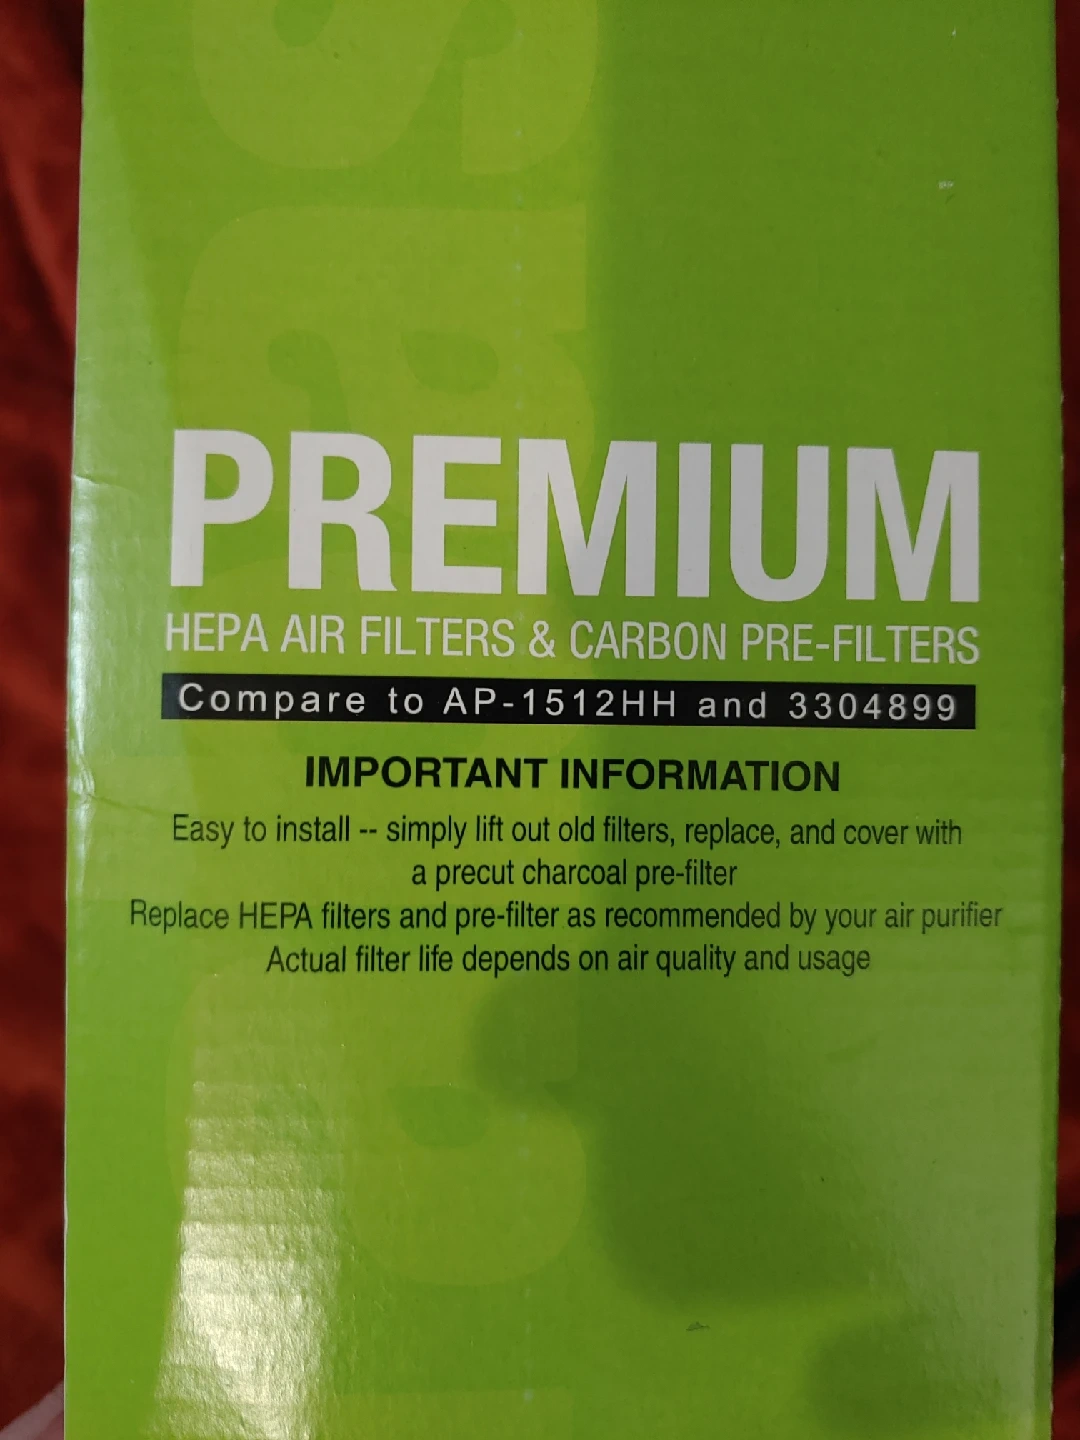 PREMIUM
HEPA AIR FILTERS & CARBON PRE-FILTERS
Compare to AP-1512HH and 3304899
IMPORTANT INFORMATION
Easy to install -- simply lift out old filters, replace, and cover with
a precut charcoal pre-filter
Replace HEPA filters and pre-filter as recommended by your air purifier
Actual filter life depends on air quality and usage